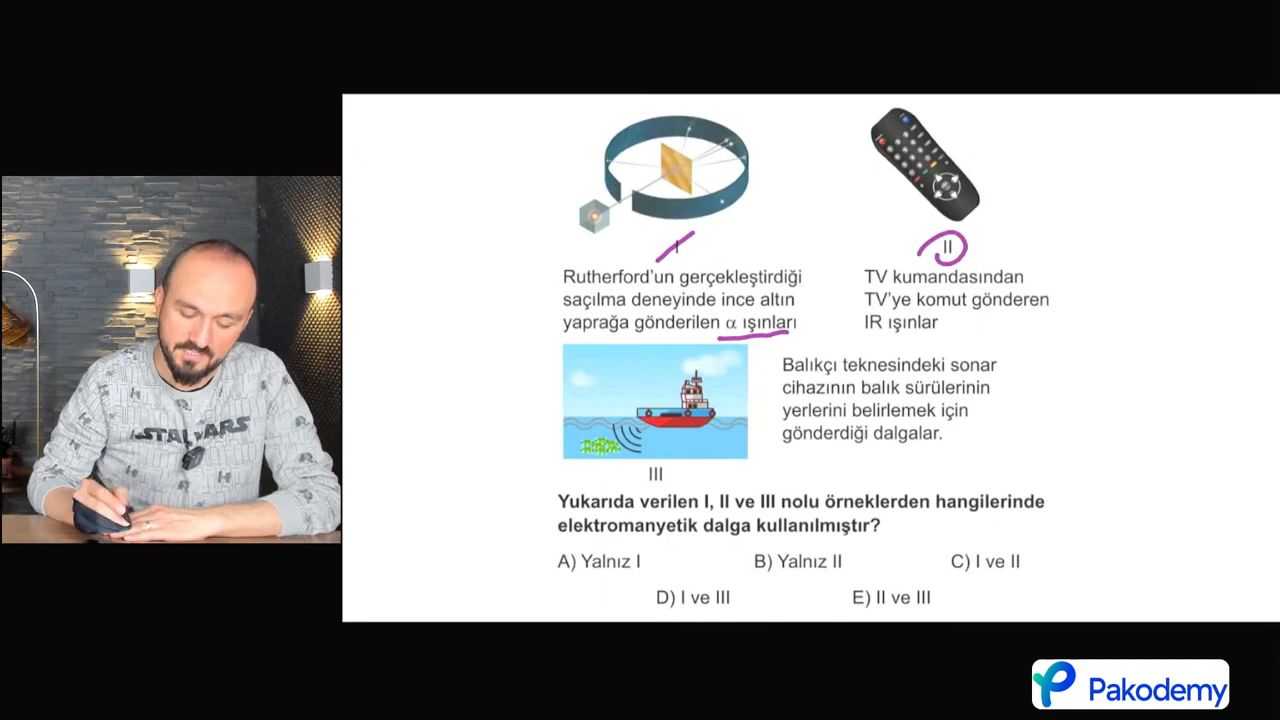 I
II
Rutherford'un gerçekleştirdiği
saçılma deneyinde ince altın
yaprağa gönderilen α ışınları
TV kumandasından
TV'ye komut gönderen
IR ışınlar
Balıkçı teknesindeki sonar
cihazının balık sürülerinin
yerlerini belirlemek için
gönderdiği dalgalar.
III
Yukarıda verilen I, II ve III nolu örneklerden hangilerinde
elektromanyetik dalga kullanılmıştır?
A) Yalnız I
B) Yalnız II
C) I ve II
D) I ve III
E) II ve III
STAR WARS
Pakodemy